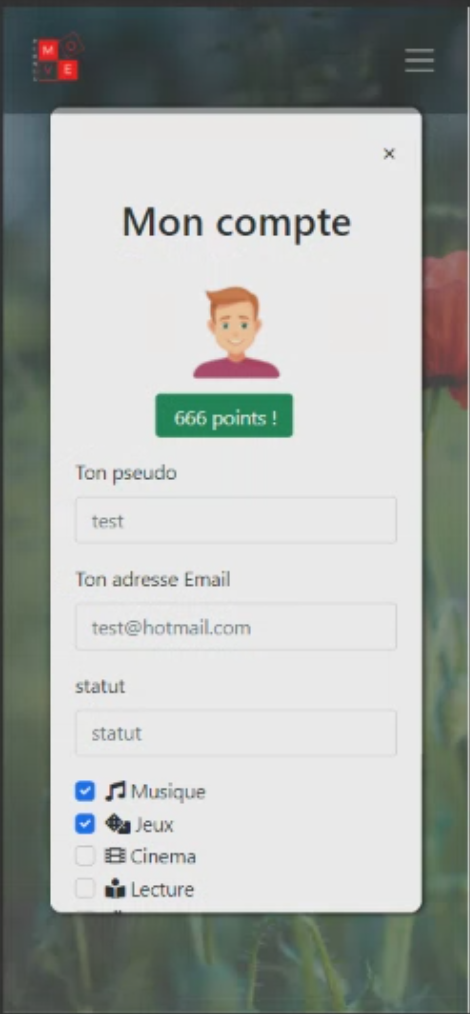 M
V E
×
Mon compte
666 points !
Ton pseudo
test
Ton adresse Email
test@hotmail.com
statut
statut
Musique
Jeux
Cinema
Lecture